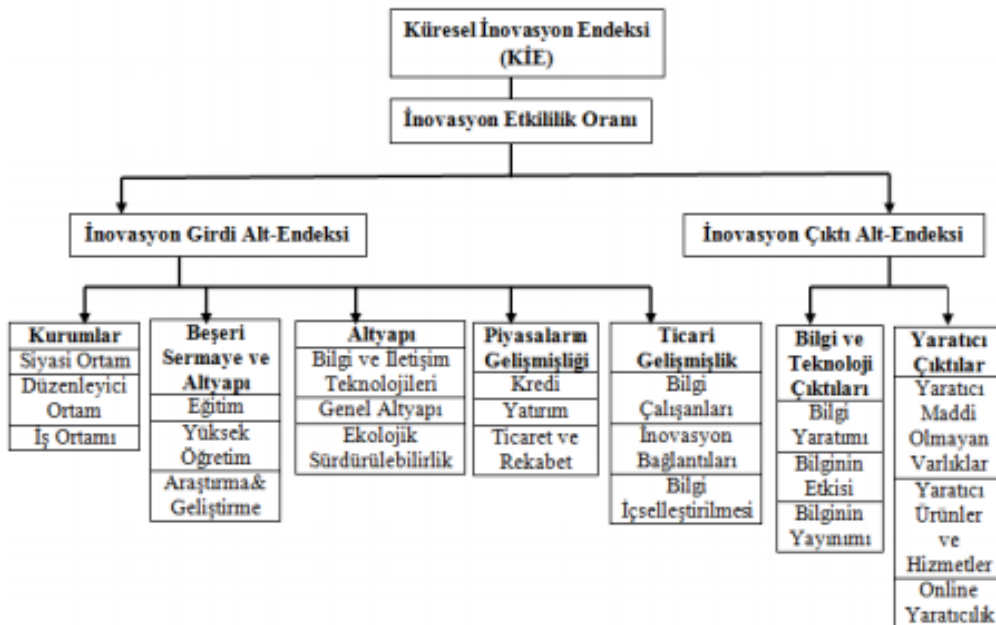 Küresel İnovasyon Endeksi
(KİE)
İnovasyon Etkililik Oranı
İnovasyon Girdi Alt-Endeksi
İnovasyon Çıktı Alt-Endeksi
Kurumlar
Siyasi Ortam
Düzenleyici
Ortam
İş Ortamı
Beşeri
Sermaye ve
Altyapı
Eğitim
Yüksek
Öğretim
Araştırma&
Geliştirme
Altyapı
Bilgi ve İletişim
Teknolojileri
Genel Altyapı
Ekolojik
Sürdürülebilirlik
Piyasaların
Gelişmişliği
Kredi
Yatırım
Ticaret ve
Rekabet
Ticari
Gelişmişlik
Bilgi
Çalışanları
İnovasyon
Bağlantıları
Bilgi
İçselleştirilmesi
Bilgi ve
Teknoloji
Çıktıları
Bilgi
Yaratımı
Bilginin
Etkisi
Bilginin
Yayınımı
Yaratıcı
Çıktılar
Yaratıcı
Maddi
Olmayan
Varlıklar
Yaratıcı
Ürünler
ve
Hizmetler
Online
Yaratıcılık